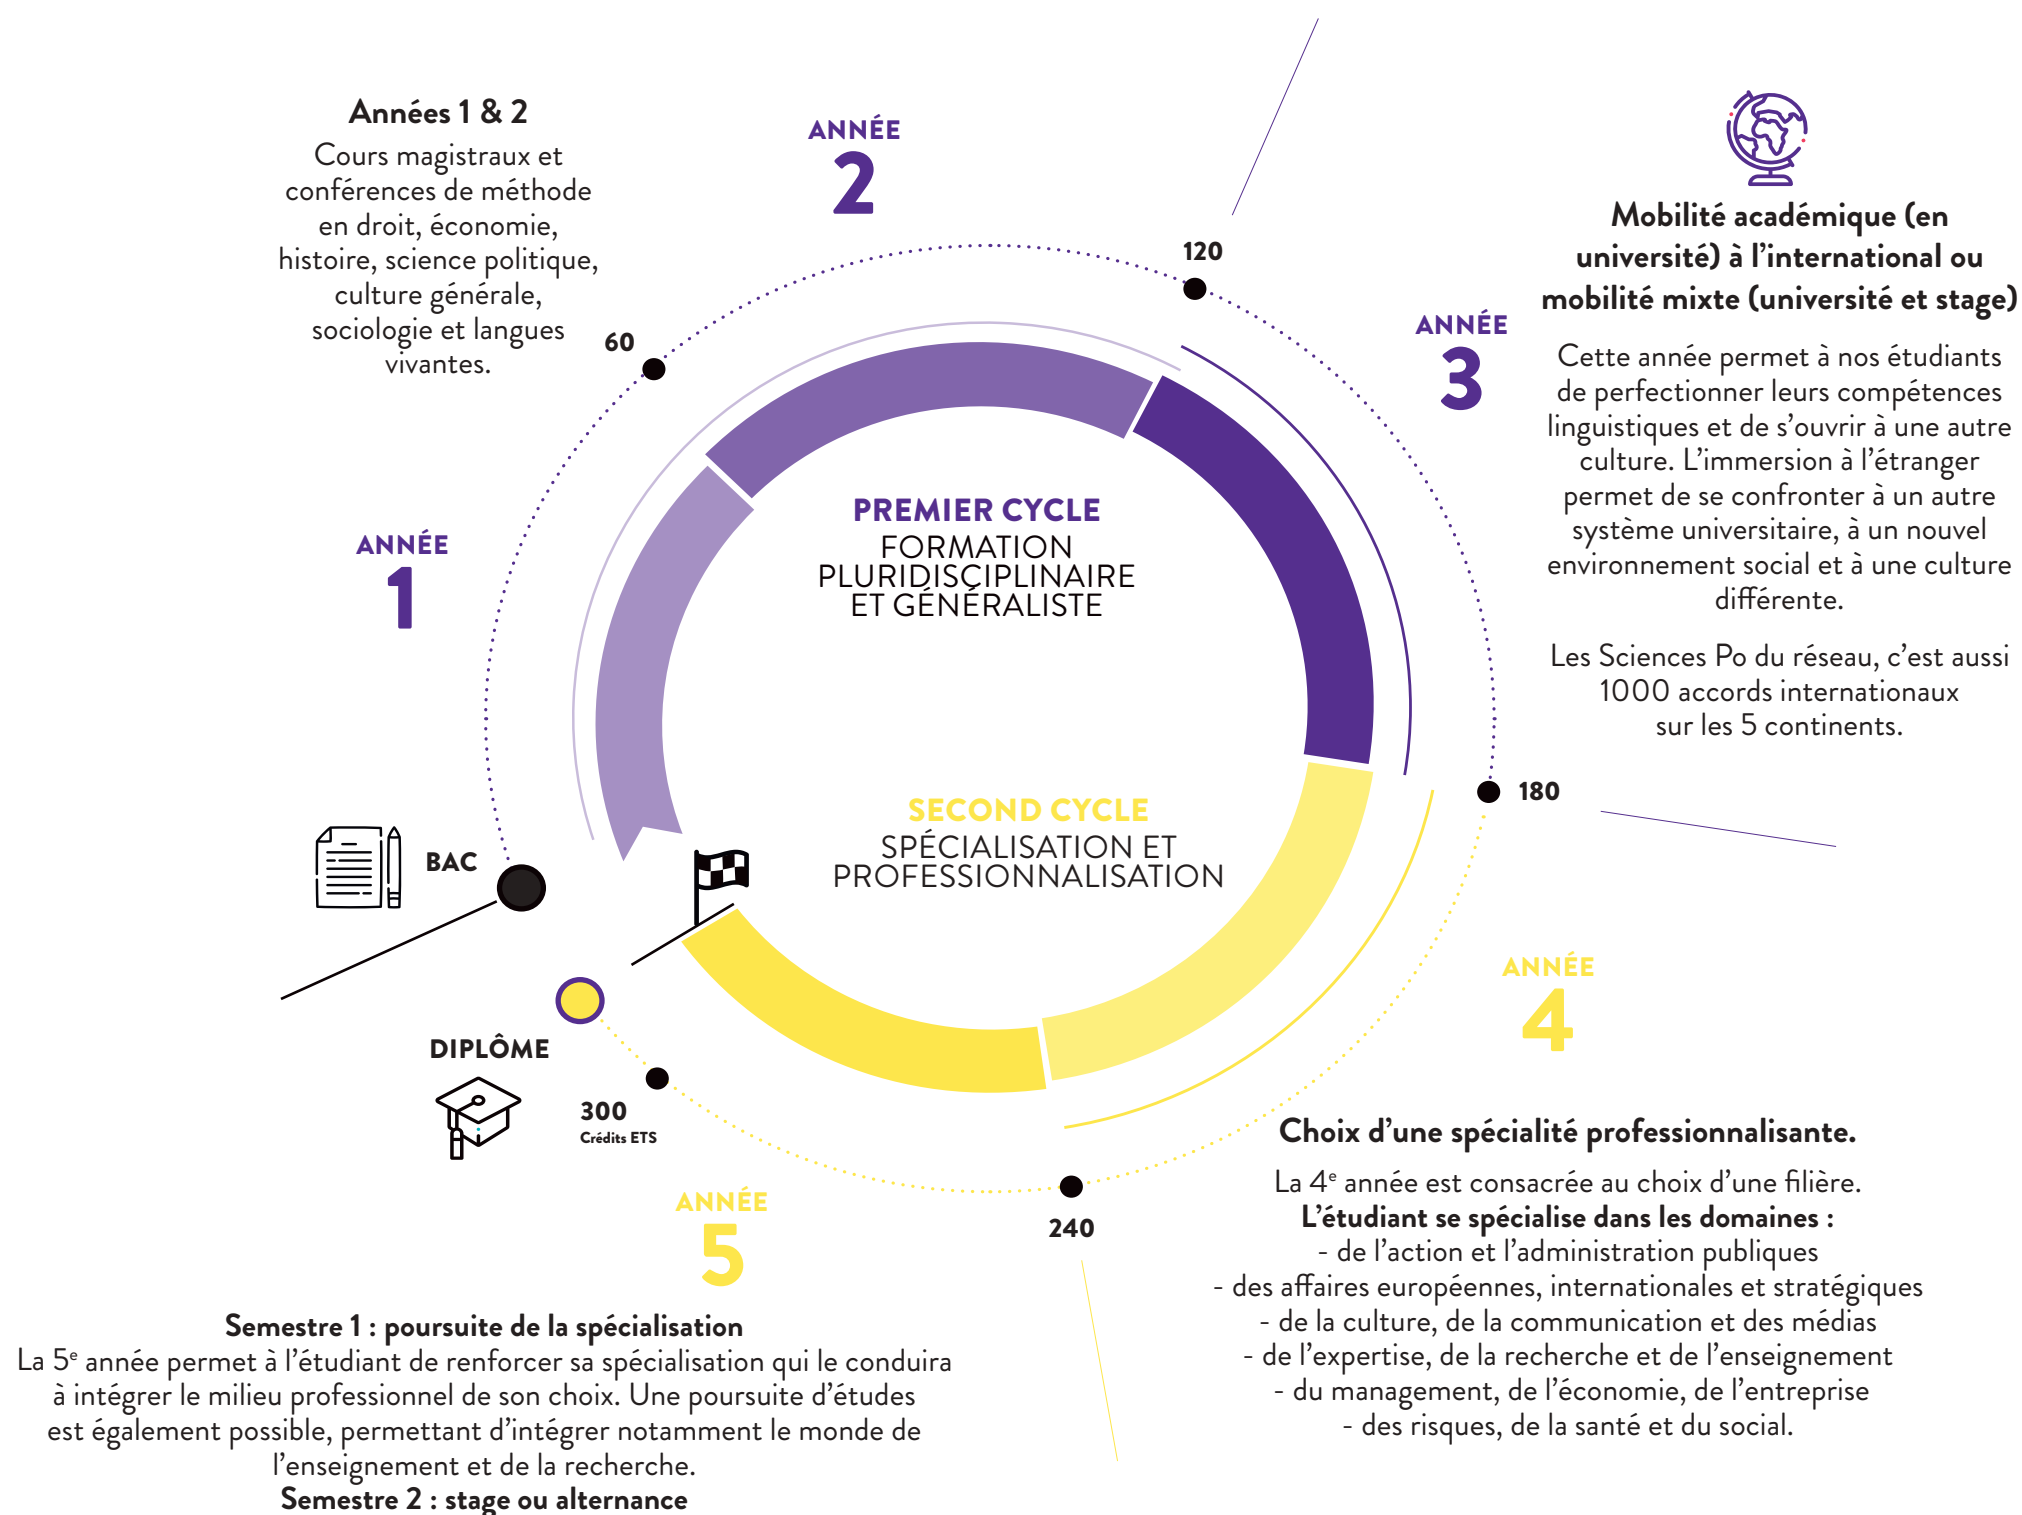 Années 1 & 2
Cours magistraux et
conférences de méthode
en droit, économie,
histoire, science politique,
culture générale,
sociologie et langues
vivantes.
ANNÉE
1
60
ANNÉE
2
120
ANNÉE
3
Mobilité académique (en
université) à l’international ou
mobilité mixte (université et stage)
Cette année permet à nos étudiants
de perfectionner leurs compétences
linguistiques et de s’ouvrir à une autre
culture. L’immersion à l’étranger
permet de se confronter à un autre
système universitaire, à un nouvel
environnement social et à une culture
différente.
Les Sciences Po du réseau, c’est aussi
1000 accords internationaux
sur les 5 continents.
180
PREMIER CYCLE
FORMATION
PLURIDISCIPLINAIRE
ET GÉNÉRALISTE
SECOND CYCLE
SPÉCIALISATION ET
PROFESSIONNALISATION
BAC
DIPLÔME
300
Crédits ETS
ANNÉE
4
Choix d’une spécialité professionnalisante.
La 4e année est consacrée au choix d’une filière.
L’étudiant se spécialise dans les domaines :
- de l’action et l’administration publiques
- des affaires européennes, internationales et stratégiques
- de la culture, de la communication et des médias
- de l’expertise, de la recherche et de l’enseignement
- du management, de l’économie, de l’entreprise
- des risques, de la santé et du social.
240
ANNÉE
5
Semestre 1 : poursuite de la spécialisation
La 5e année permet à l’étudiant de renforcer sa spécialisation qui le conduira
à intégrer le milieu professionnel de son choix. Une poursuite d’études
est également possible, permettant d’intégrer notamment le monde de
l’enseignement et de la recherche.
Semestre 2 : stage ou alternance